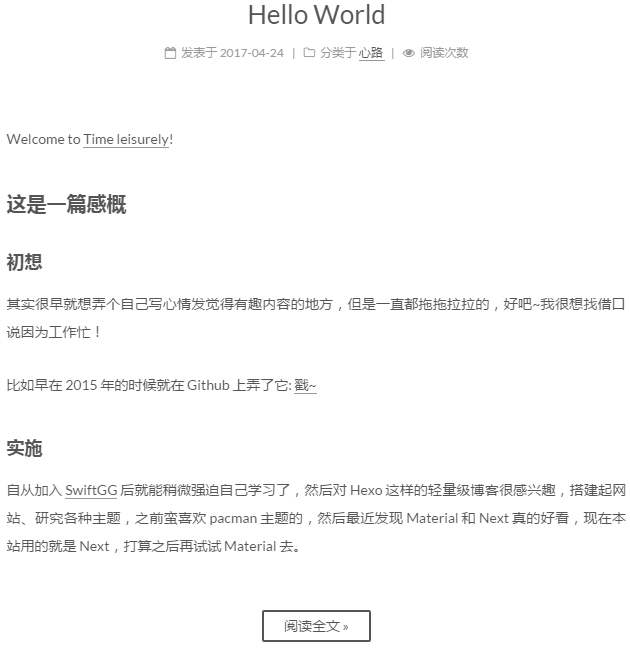 Hello World
发表于 2017-04-24 | 分类于 心路 | 阅读次数
Welcome to Time leisurely!
这是一篇感概
初想
其实很早就想弄个自己写心情发觉得有趣内容的地方，但是一直都拖拖拉拉的，好吧~我很想找借口
说因为工作忙！
比如早在 2015 年的时候就在 Github 上弄了它: 戳~
实施
自从加入 SwiftGG 后就能稍微强迫自己学习了，然后对 Hexo 这样的轻量级博客很感兴趣，搭建起网
站、研究各种主题，之前蛮喜欢 pacman 主题的，然后最近发现 Material 和 Next 真的好看，现在本
站用的就是 Next，打算之后再试试 Material 去。
阅读全文 »